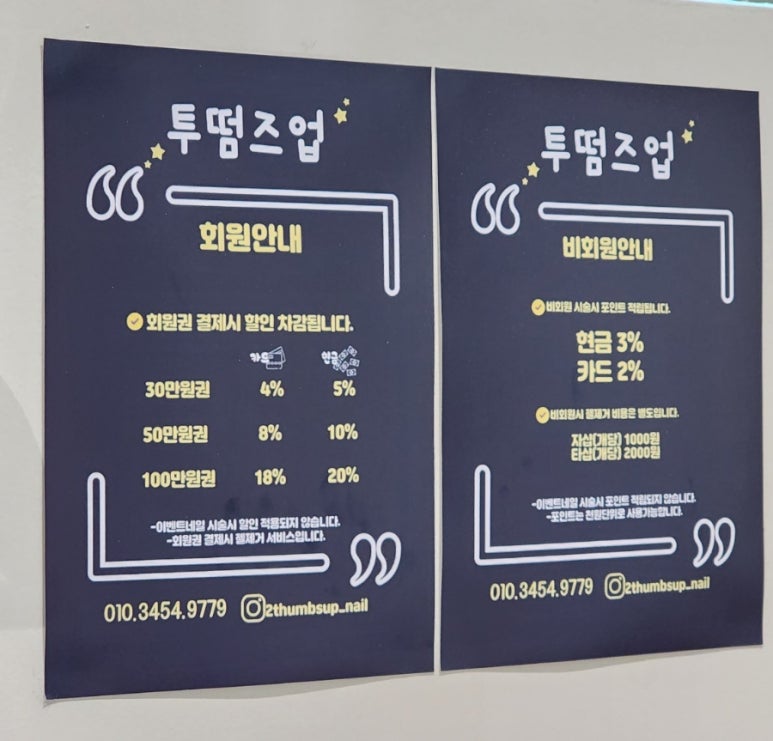 투떰즈업
회원안내
회원권 결제시 할인 차감됩니다.
카드 현금
30만원권 4% 5%
50만원권 8% 10%
100만원권 18% 20%
-이벤트네일 시술시 할인 적용되지 않습니다.
-회원권 결제시 젤제거 서비스입니다.
010.3454.9779 2thumbsup_nail
투떰즈업
비회원안내
비회원 시술시 포인트 적립됩니다.
현금 3%
카드 2%
비회원시 젤제거 비용은 별도입니다.
자샵(개당) 1000원
타샵(개당) 2000원
-이벤트네일 시술시 포인트 적립되지 않습니다.
-포인트는 천원단위로 사용가능합니다.
010.3454.9779 2thumbsup_nail